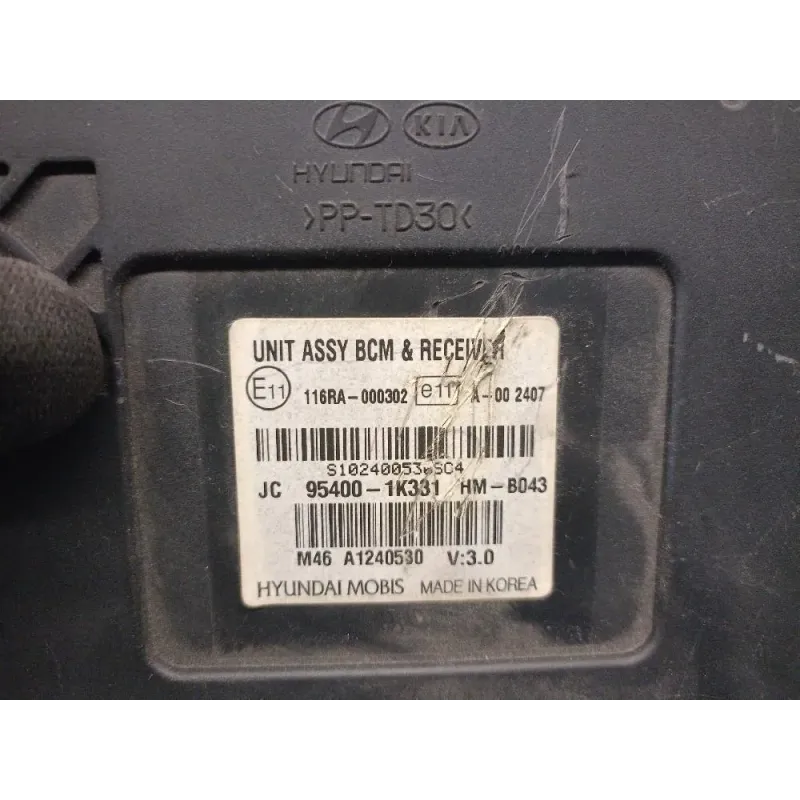 KIA
HYUNDAI
>PP-TD30<
UNIT ASSY BCM & RECEIVER
E11 116RA-000302 e11 A-00 2407
JC 95400-1K331 HM-B043
M46 A1240530 V:3.0
HYUNDAI MOBIS MADE IN KOREA